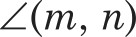 ∠(m, n)